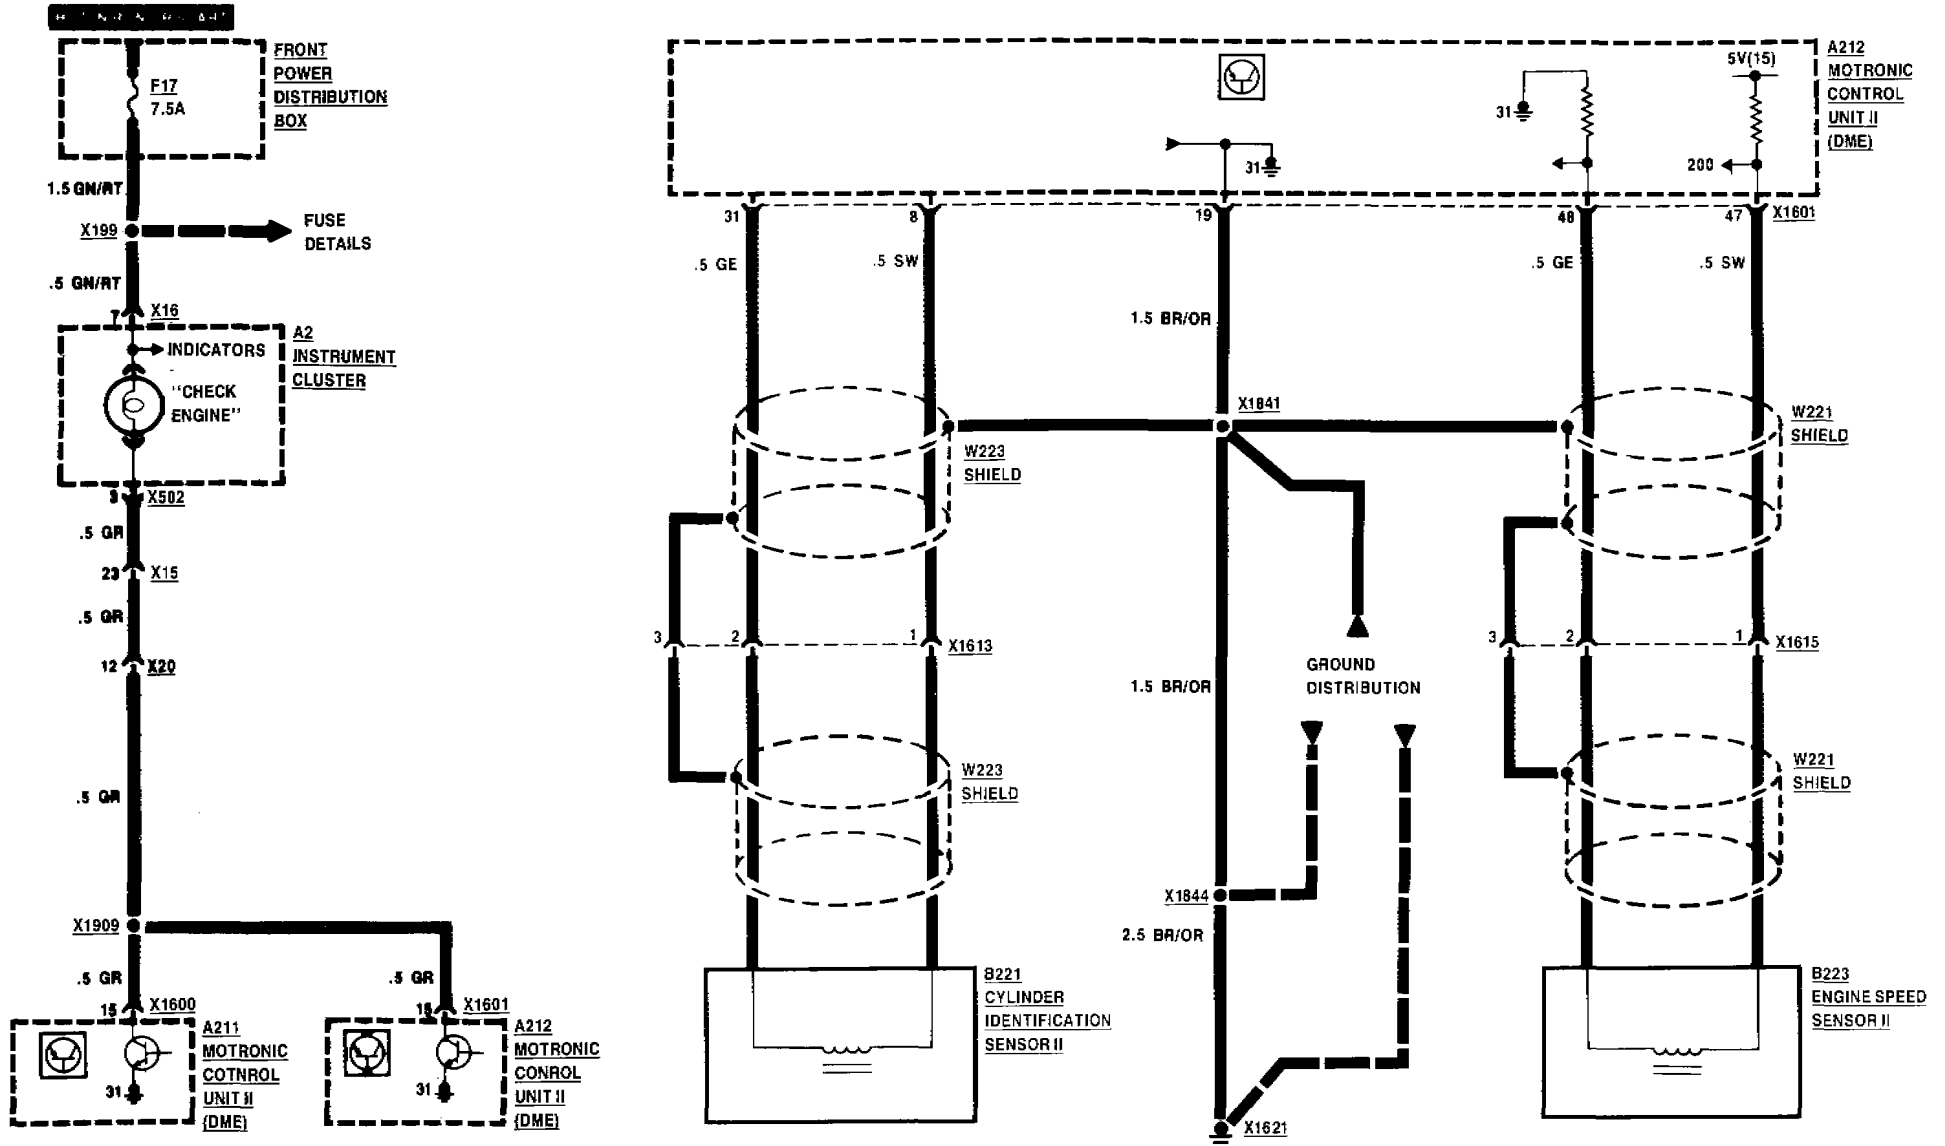 FRONT
POWER
DISTRIBUTION
BOX
F17
7.5A
1.5 GN/RT
X199
FUSE
DETAILS
.5 GN/RT
7
X16
A2
INSTRUMENT
CLUSTER
INDICATORS
"CHECK
ENGINE"
3
X502
.5 GR
23
X15
.5 GR
12
X20
.5 GR
X1909
.5 GR
.5 GR
15
X1600
15
X1601
A211
MOTRONIC
COTNROL
UNIT II
(DME)
31
A212
MOTRONIC
CONROL
UNIT II
(DME)
31
A212
MOTRONIC
CONTROL
UNIT II
(DME)
5V(15)
31
31
200
31
8
19
48
47
X1601
.5 GE
.5 SW
1.5 BR/OR
.5 GE
.5 SW
X1841
W223
SHIELD
W221
SHIELD
3
2
1
X1613
3
2
1
X1615
1.5 BR/OR
GROUND
DISTRIBUTION
W223
SHIELD
W221
SHIELD
X1844
2.5 BR/OR
B221
CYLINDER
IDENTIFICATION
SENSOR II
B223
ENGINE SPEED
SENSOR II
X1621